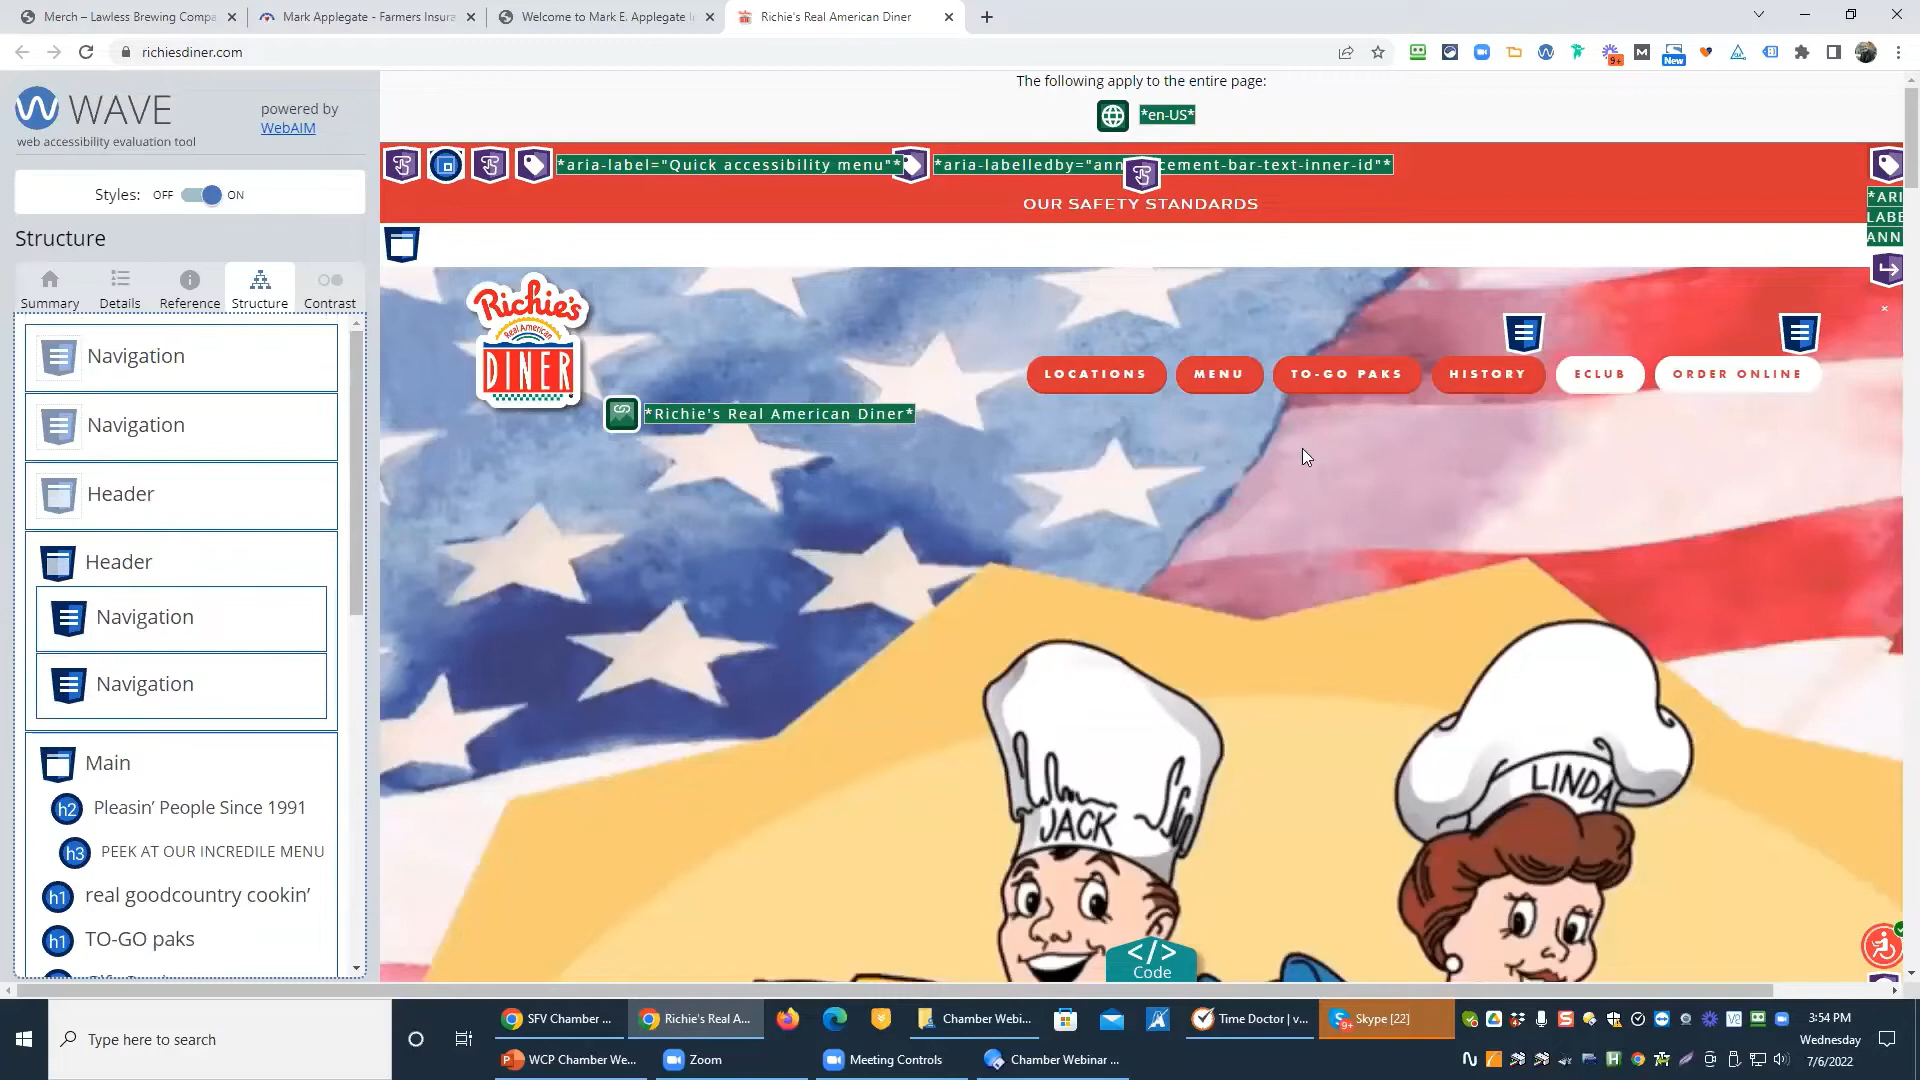 Merch – Lawless Brewing Compa
Mark Applegate - Farmers Insura
Welcome to Mark E. Applegate I
Richie's Real American Diner
richiesdiner.com
9+
New
WAVE
web accessibility evaluation tool
powered by
WebAIM
Styles: OFF ON
Structure
Summary
Details
Reference
Structure
Contrast
Navigation
Navigation
Header
Header
Navigation
Navigation
Main
h2 Pleasin' People Since 1991
h3 PEEK AT OUR INCREDILE MENU
h1 real goodcountry cookin'
h1 TO-GO paks
The following apply to the entire page:
*en-US*
*aria-label="Quick accessibility menu"*
*aria-labelledby="ann cement-bar-text-inner-id"*
*ARI
LABE
ANN
OUR SAFETY STANDARDS
Richie's
Real American
DINER
*Richie's Real American Diner*
LOCATIONS
MENU
TO-GO PAKS
HISTORY
ECLUB
ORDER ONLINE
JACK
LINDA
</>
Code
Type here to search
SFV Chamber ...
Richie's Real A...
Chamber Webi...
Time Doctor | v...
Skype [22]
9+
WCP Chamber We...
Zoom
Meeting Controls
Chamber Webinar ...
3:54 PM
Wednesday
7/6/2022